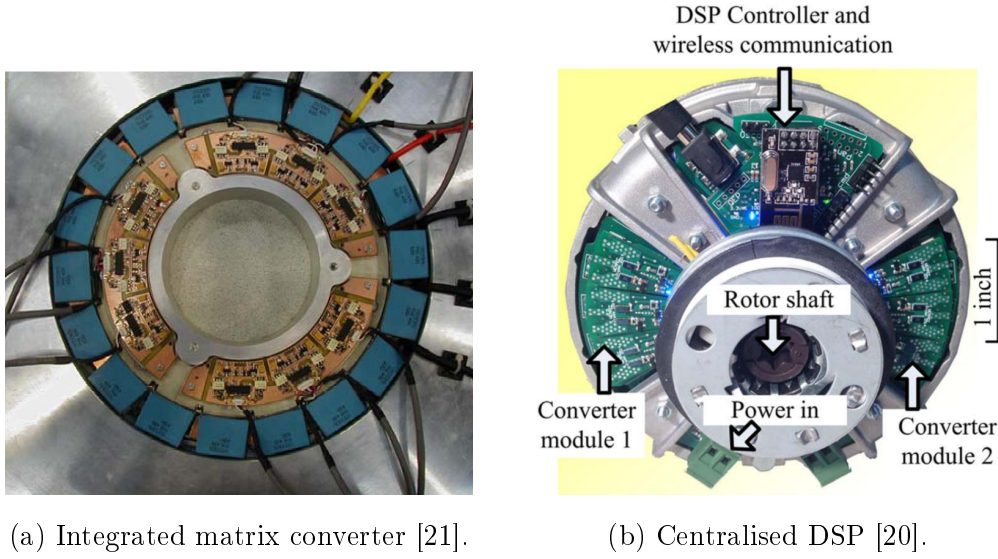 DSP Controller and
wireless communication
Rotor shaft
1 inch
Converter
module 1
Power in
Converter
module 2
(a) Integrated matrix converter [21].
(b) Centralised DSP [20].